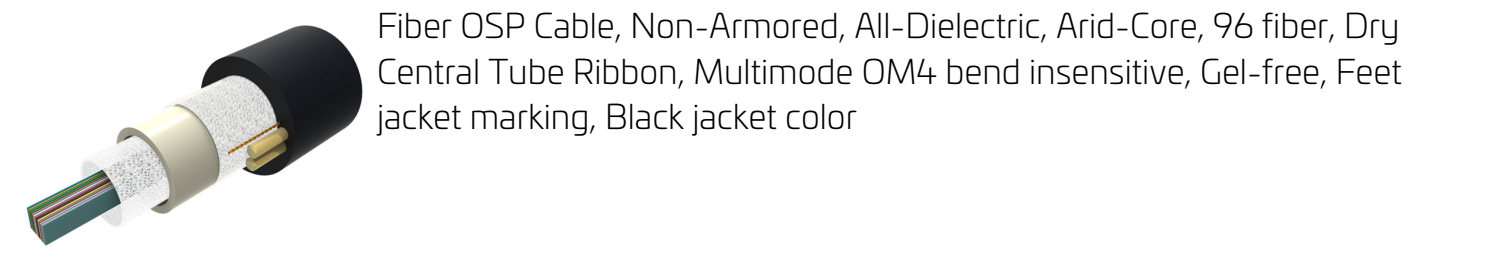 Fiber OSP Cable, Non-Armored, All-Dielectric, Arid-Core, 96 fiber, Dry
Central Tube Ribbon, Multimode OM4 bend insensitive, Gel-free, Feet
jacket marking, Black jacket color